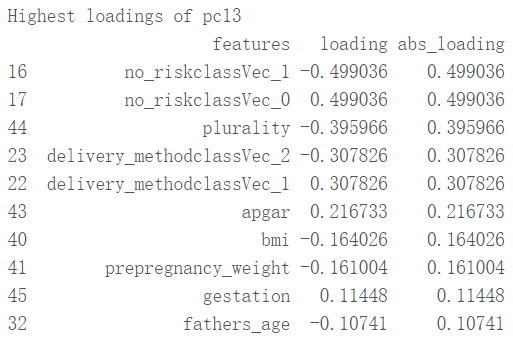 Highest loadings of pc13
features loading abs_loading
16 no_riskclassVec_1 -0.499036 0.499036
17 no_riskclassVec_0 0.499036 0.499036
44 plurality -0.395966 0.395966
23 delivery_methodclassVec_2 -0.307826 0.307826
22 delivery_methodclassVec_1 0.307826 0.307826
43 apgar 0.216733 0.216733
40 bmi -0.164026 0.164026
41 prepregnancy_weight -0.161004 0.161004
45 gestation 0.11448 0.11448
32 fathers_age -0.10741 0.10741